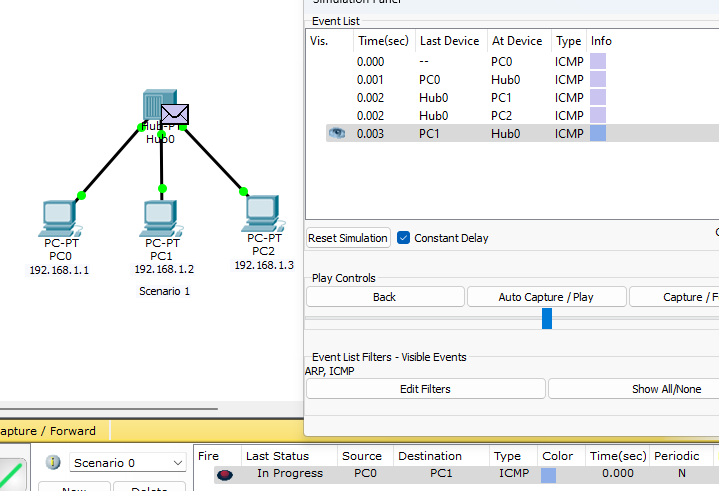 Simulation Panel
Event List
Vis. Time(sec) Last Device At Device Type Info
0.000 -- PC0 ICMP
0.001 PC0 Hub0 ICMP
0.002 Hub0 PC1 ICMP
0.002 Hub0 PC2 ICMP
0.003 PC1 Hub0 ICMP
Hub-PT
Hub0
PC-PT
PC0
192.168.1.1
PC-PT
PC1
192.168.1.2
PC-PT
PC2
192.168.1.3
Scenario 1
Reset Simulation Constant Delay
Play Controls
Back Auto Capture / Play Capture / F
Event List Filters - Visible Events
ARP, ICMP
Edit Filters Show All/None
apture / Forward
Scenario 0
New Delete
Fire Last Status Source Destination Type Color Time(sec) Periodic
In Progress PC0 PC1 ICMP 0.000 N